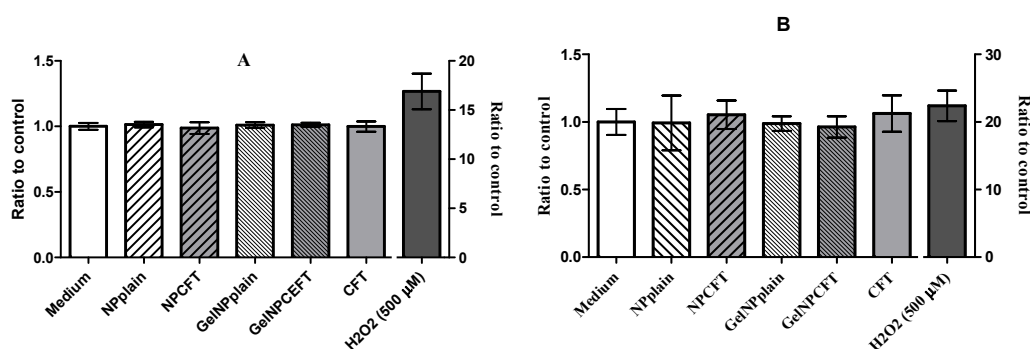 A
Ratio to control
1.5
1.0
0.5
0.0
20
15
10
5
0
Ratio to control
Medium
NPplain
NPCFT
GelNPplain
GelNPCEFT
CFT
H2O2 (500 µM)
B
Ratio to control
1.5
1.0
0.5
0.0
30
20
10
0
Ratio to control
Medium
NPplain
NPCFT
GelNPplain
GelNPCFT
CFT
H2O2 (500 µM)